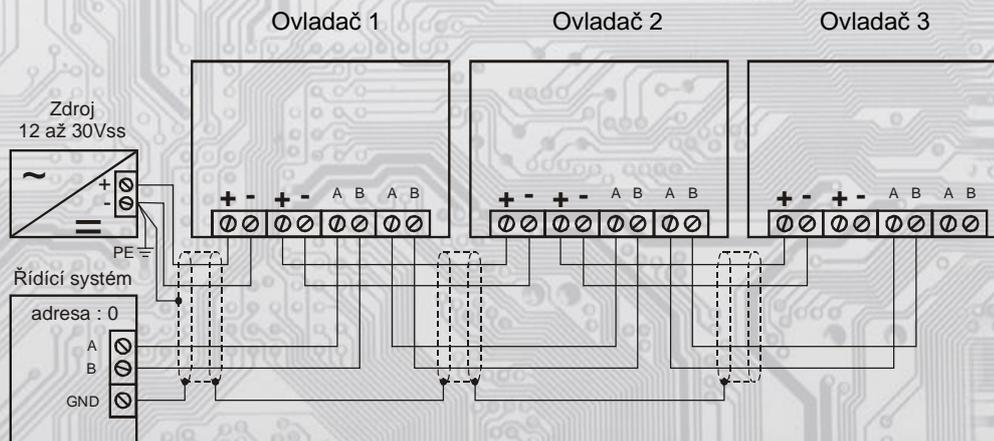 Ovladač 1
Ovladač 2
Ovladač 3
Zdroj
12 až 30Vss
~
+
-
=
PE
+ - + - A B A B
+ - + - A B A B
+ - + - A B A B
Řídící systém
adresa : 0
A
B
GND